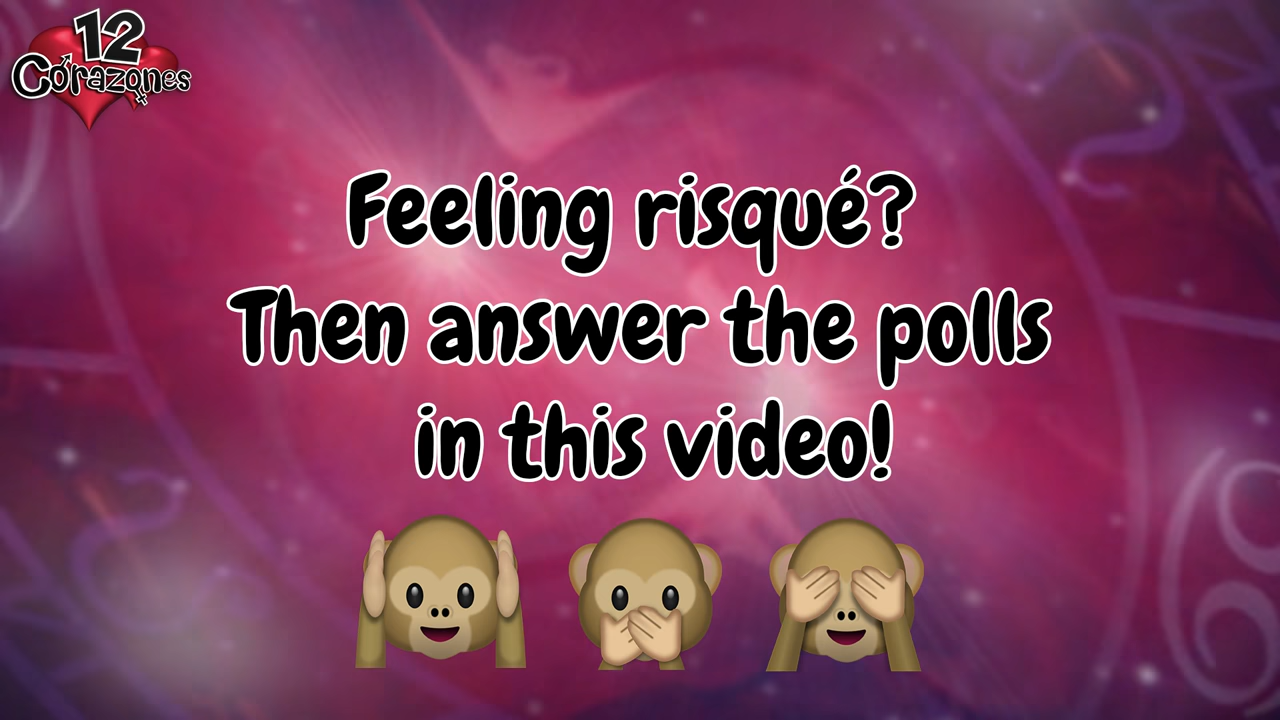 12
Corazones
Feeling risqué?
Then answer the polls
in this video!